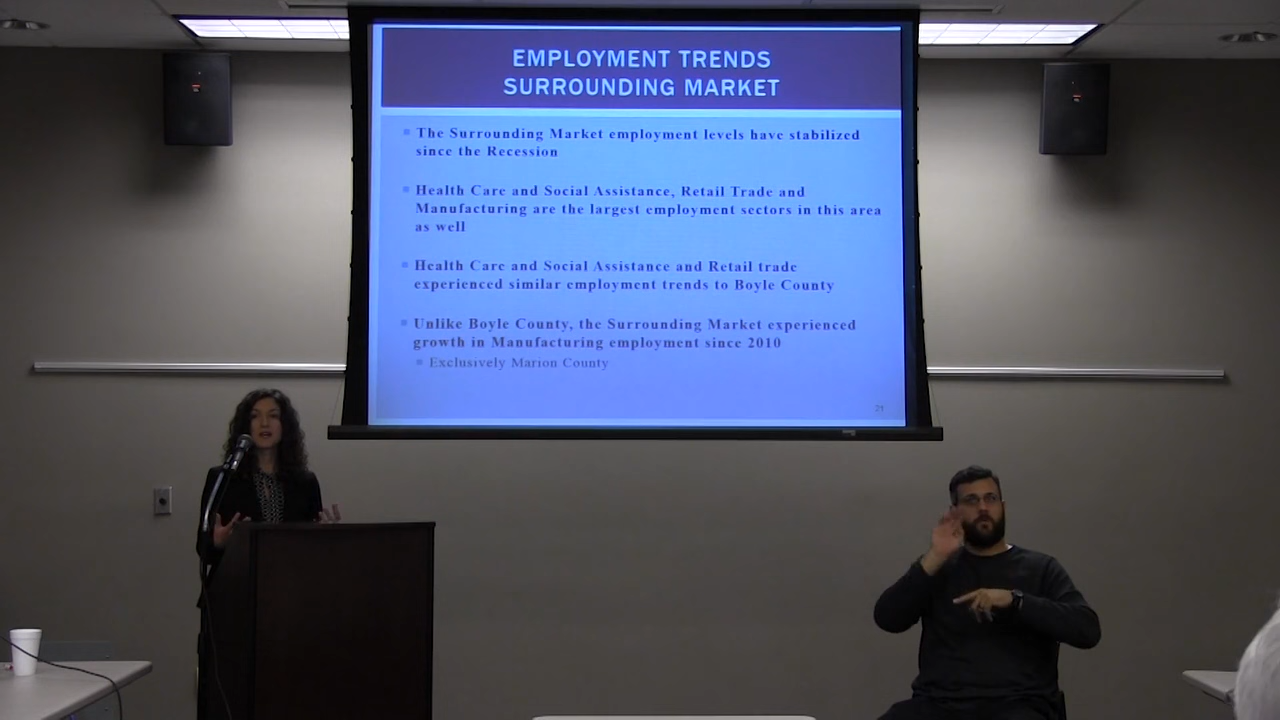 EMPLOYMENT TRENDS
SURROUNDING MARKET
The Surrounding Market employment levels have stabilized
since the Recession
Health Care and Social Assistance, Retail Trade and
Manufacturing are the largest employment sectors in this area
as well
Health Care and Social Assistance and Retail trade
experienced similar employment trends to Boyle County
Unlike Boyle County, the Surrounding Market experienced
growth in Manufacturing employment since 2010
Exclusively Marion County